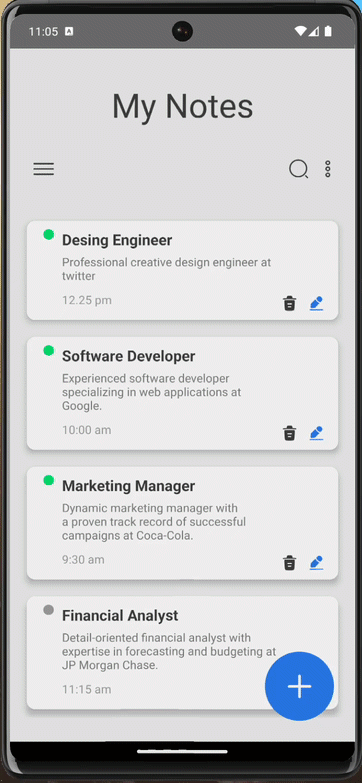 11:05 A
My Notes
Desing Engineer
Professional creative design engineer at
twitter
12.25 pm
Software Developer
Experienced software developer
specializing in web applications at
Google.
10:00 am
Marketing Manager
Dynamic marketing manager with
a proven track record of successful
campaigns at Coca-Cola.
9:30 am
Financial Analyst
Detail-oriented financial analyst with
expertise in forecasting and budgeting at
JP Morgan Chase.
11:15 am